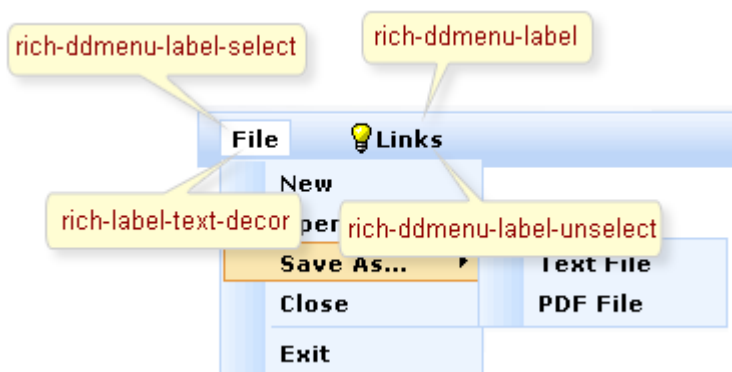 rich-ddmenu-label-select
rich-ddmenu-label
File
Links
New
rich-label-text-decor
rich-ddmenu-label-unselect
Save As...
Text File
Close
PDF File
Exit